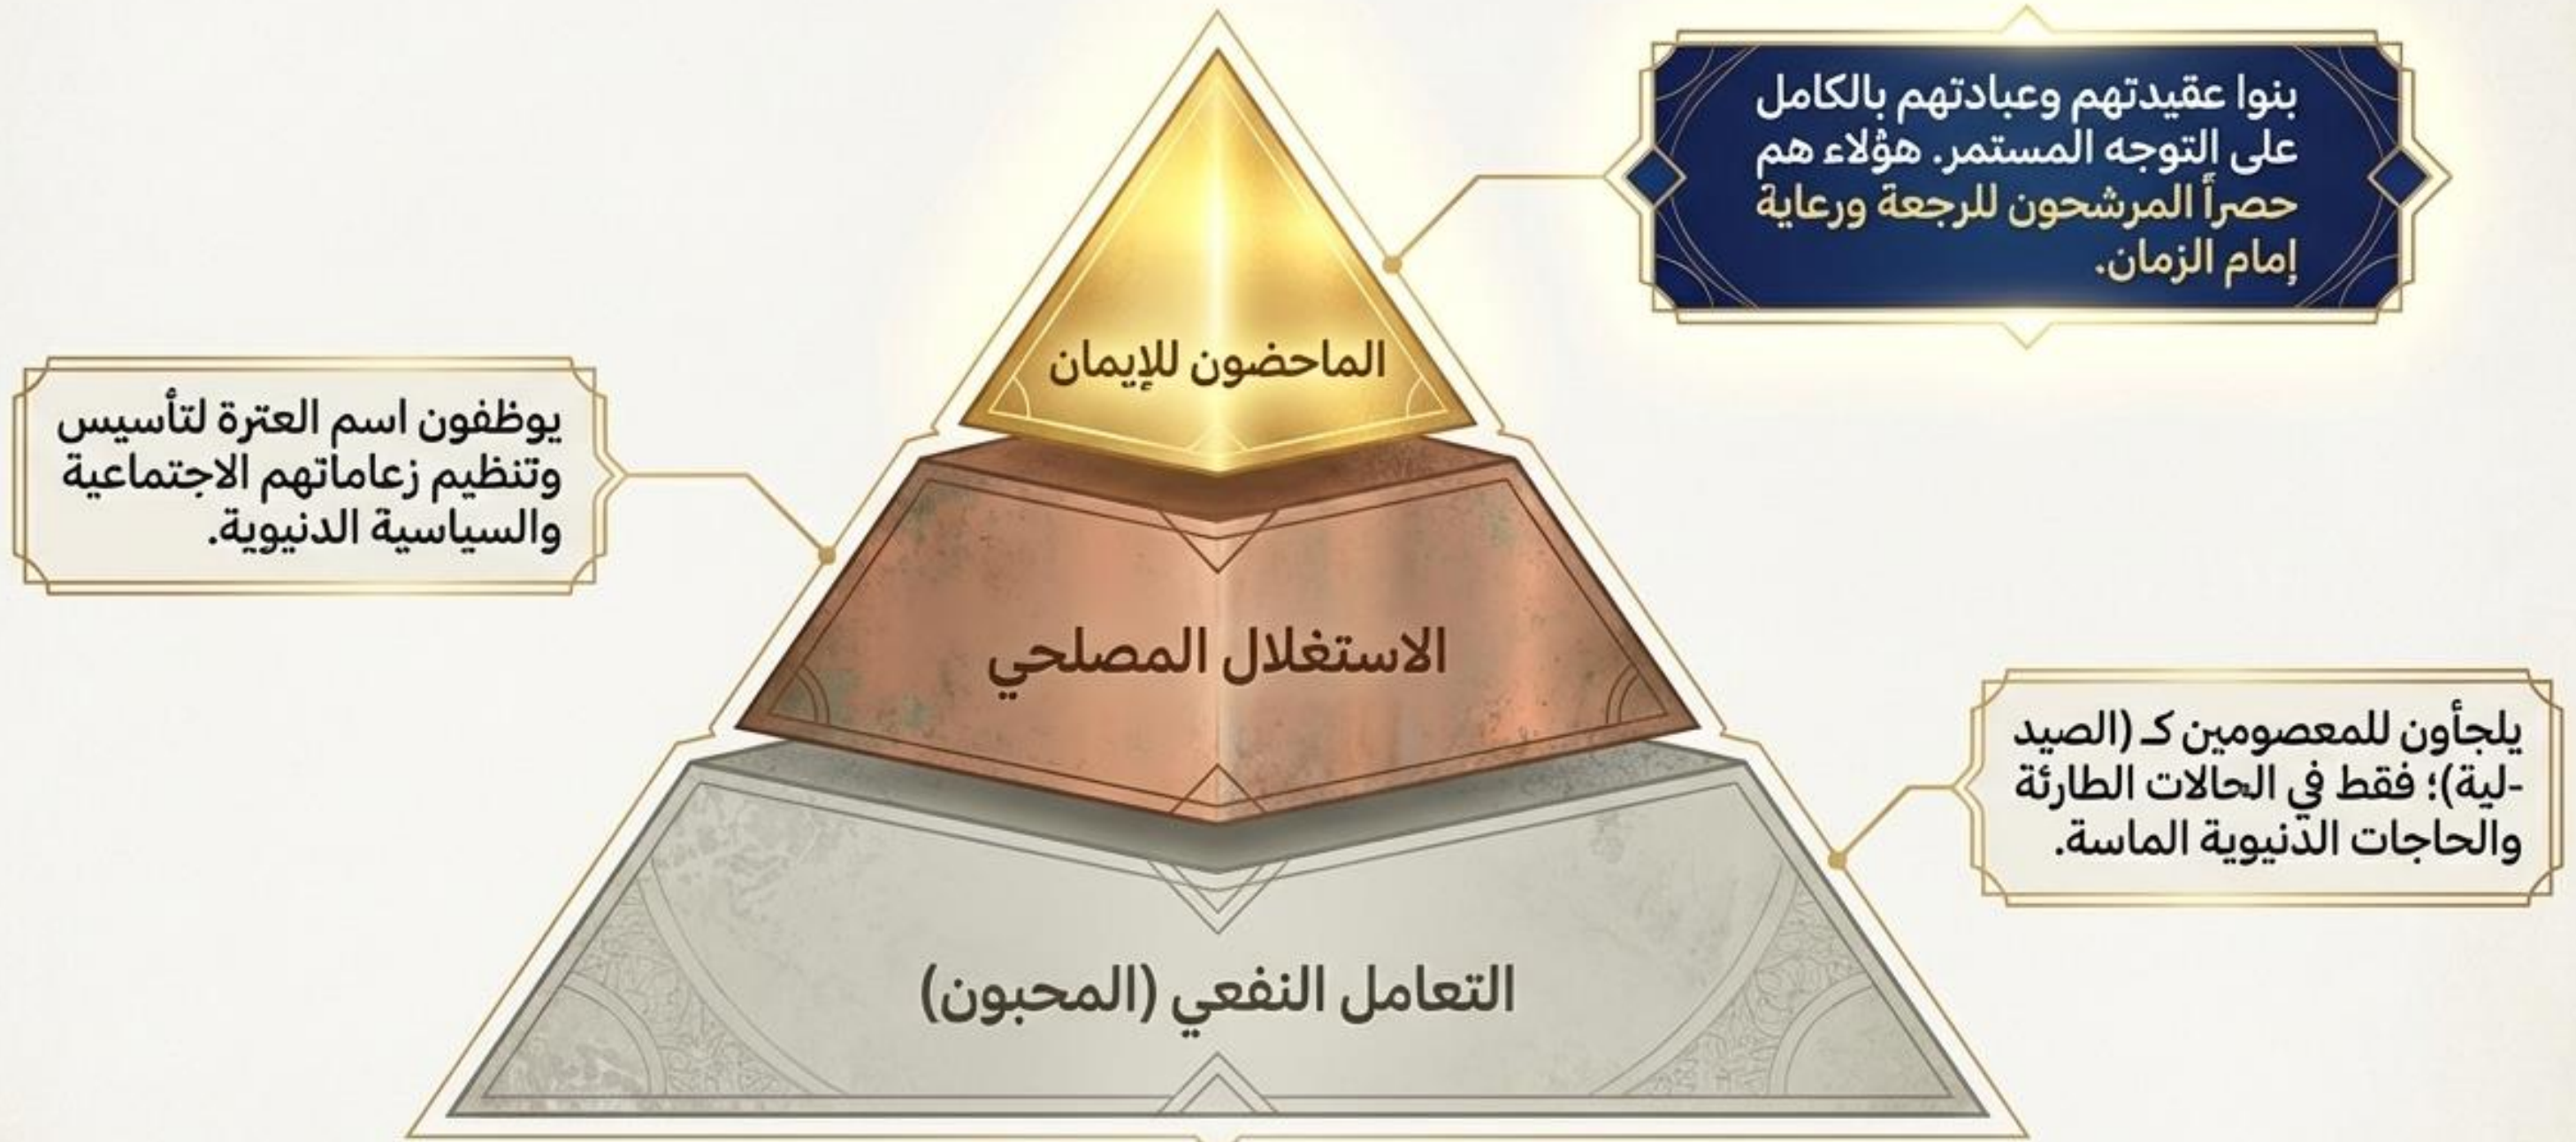 بنوا عقيدتهم وعبادتهم بالكامل
على التوجه المستمر. هؤلاء هم
حصراً المرشحون للرجعة ورعاية
إمام الزمان.
الماحضون للإيمان
يوظفون اسم العترة لتأسيس
وتنظيم زعاماتهم الاجتماعية
والسياسية الدنيوية.
الاستغلال المصلحي
يلجأون للمعصومين كـ (الصيد
-لية)؛ فقط في الحالات الطارئة
والحاجات الدنيوية الماسة.
التعامل النفعي (المحبون)